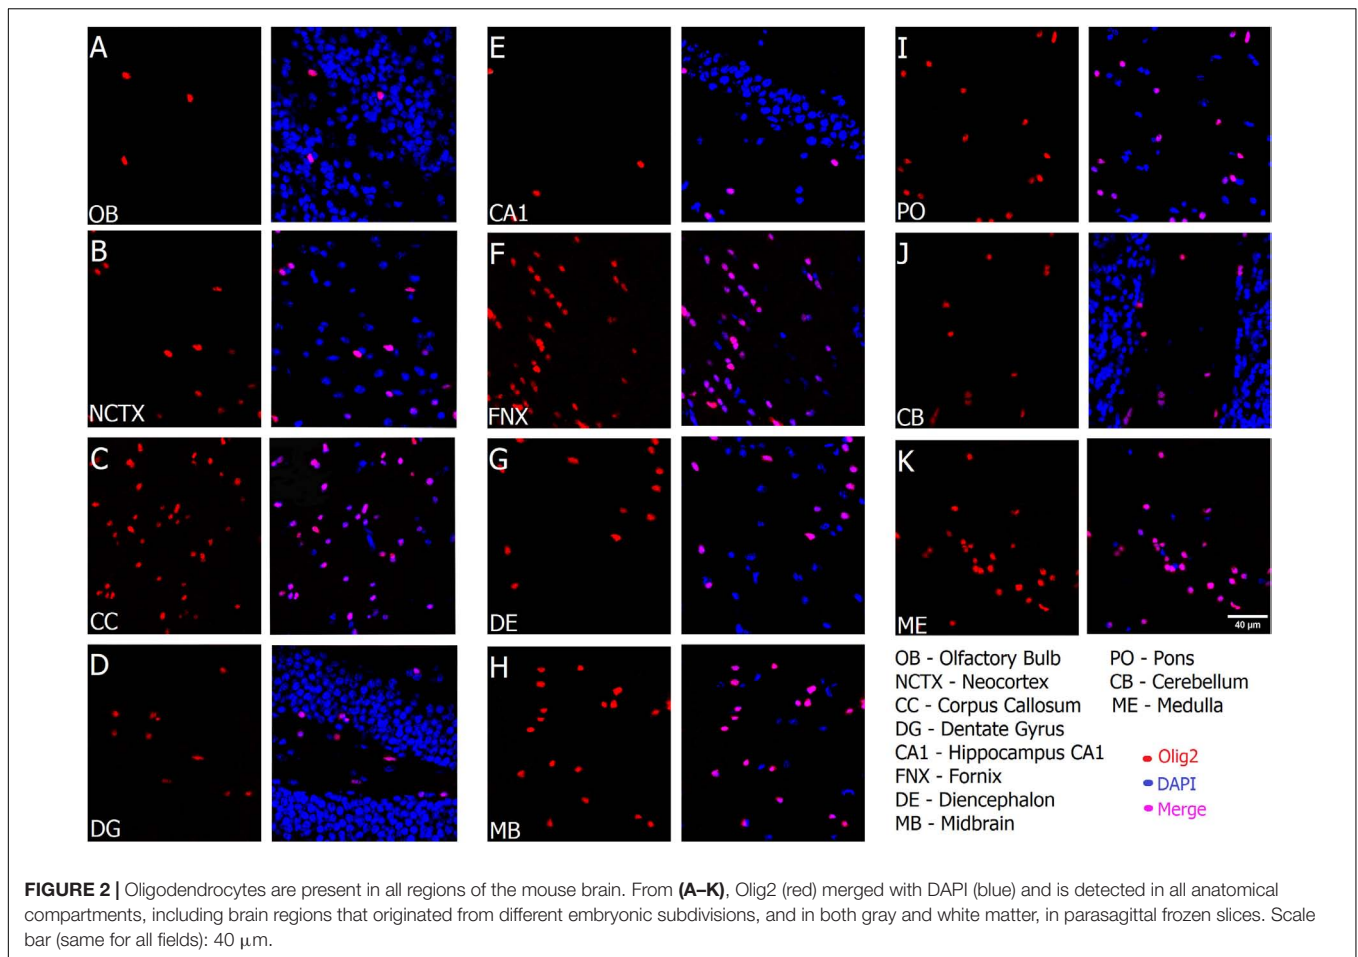 A
OB
E
CA1
I
PO
B
NCTX
F
FNX
J
CB
C
CC
G
DE
K
ME
40 μm
D
DG
H
MB
OB - Olfactory Bulb
NCTX - Neocortex
CC - Corpus Callosum
DG - Dentate Gyrus
CA1 - Hippocampus CA1
FNX - Fornix
DE - Diencephalon
MB - Midbrain
PO - Pons
CB - Cerebellum
ME - Medulla
Olig2
DAPI
Merge
FIGURE 2 | Oligodendrocytes are present in all regions of the mouse brain. From (A–K), Olig2 (red) merged with DAPI (blue) and is detected in all anatomical
compartments, including brain regions that originated from different embryonic subdivisions, and in both gray and white matter, in parasagittal frozen slices. Scale
bar (same for all fields): 40 μm.